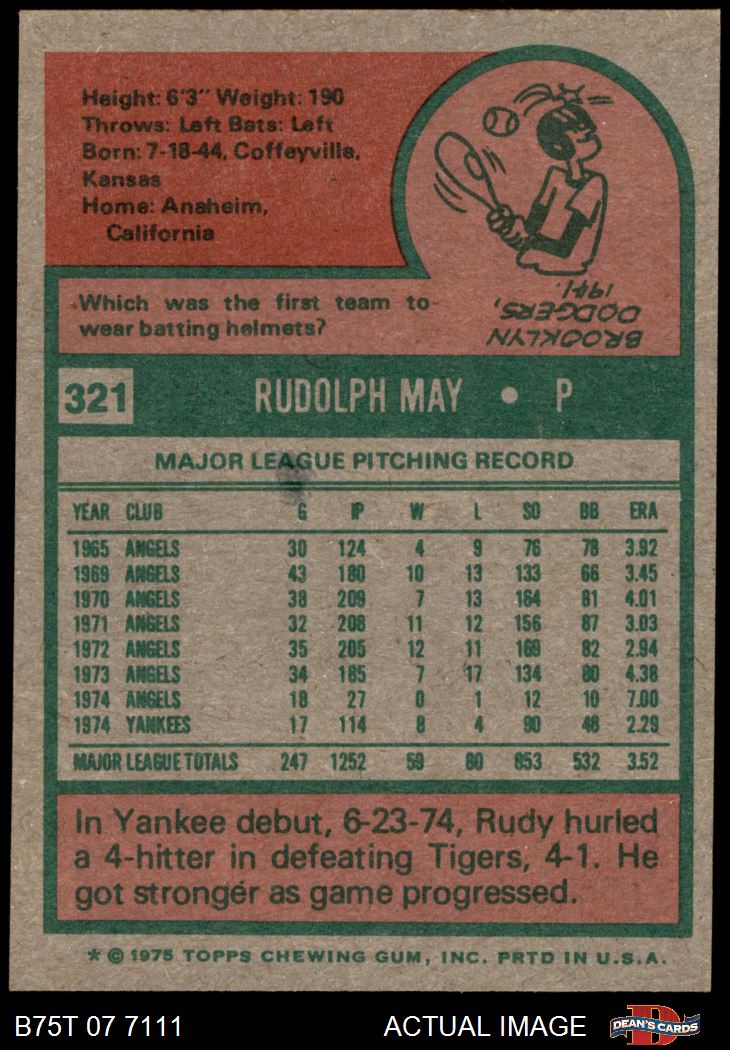 Height: 6'3" Weight: 190
Throws: Left Bats: Left
Born: 7-18-44, Coffeyville,
Kansas
Home: Anaheim,
California
Which was the first team to
wear batting helmets?
BROOKLYN
DODGERS,
1941.
321 RUDOLPH MAY • P
MAJOR LEAGUE PITCHING RECORD
YEAR CLUB G IP W L SO BB ERA
1965 ANGELS 30 124 4 9 76 78 3.92
1969 ANGELS 43 180 10 13 133 66 3.45
1970 ANGELS 38 209 7 13 164 81 4.01
1971 ANGELS 32 208 11 12 156 87 3.03
1972 ANGELS 35 205 12 11 169 82 2.94
1973 ANGELS 34 185 7 17 134 80 4.38
1974 ANGELS 18 27 0 1 12 10 7.00
1974 YANKEES 17 114 8 4 90 48 2.29
MAJOR LEAGUE TOTALS 247 1252 59 80 853 532 3.52
In Yankee debut, 6-23-74, Rudy hurled
a 4-hitter in defeating Tigers, 4-1. He
got stronger as game progressed.
* © 1975 TOPPS CHEWING GUM, INC. PRTD IN U.S.A.
B75T 07 7111 ACTUAL IMAGE DEAN'S CARDS